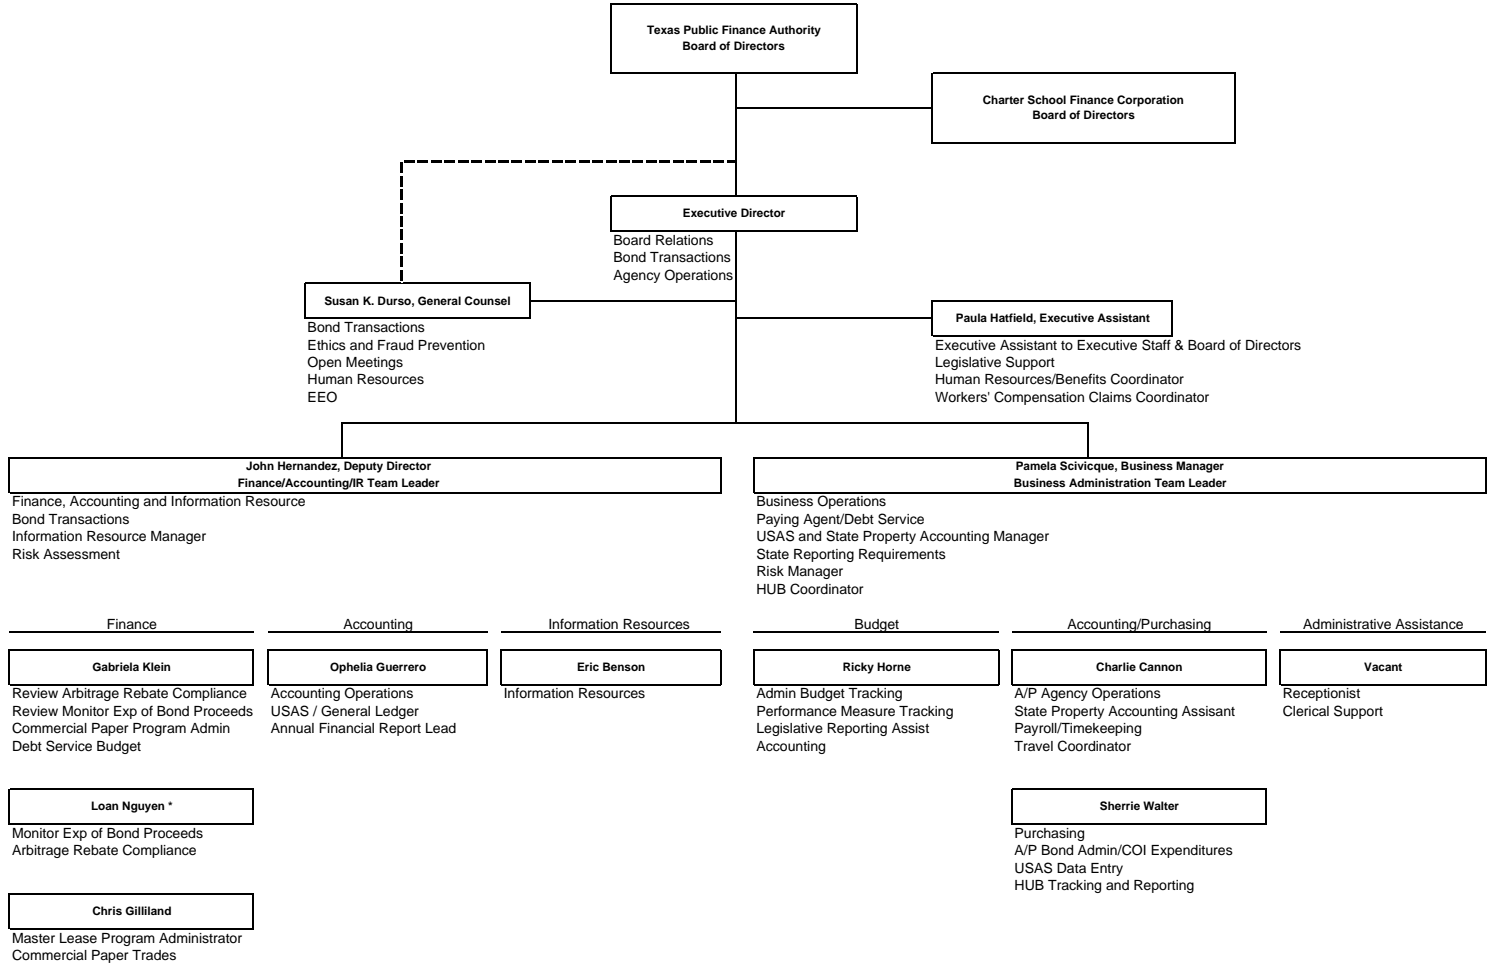 Texas Public Finance Authority
Board of Directors
Charter School Finance Corporation
Board of Directors
Executive Director
Board Relations
Bond Transactions
Agency Operations
Susan K. Durso, General Counsel
Bond Transactions
Ethics and Fraud Prevention
Open Meetings
Human Resources
EEO
Paula Hatfield, Executive Assistant
Executive Assistant to Executive Staff & Board of Directors
Legislative Support
Human Resources/Benefits Coordinator
Workers' Compensation Claims Coordinator
John Hernandez, Deputy Director
Finance/Accounting/IR Team Leader
Finance, Accounting and Information Resource
Bond Transactions
Information Resource Manager
Risk Assessment
Pamela Scivicque, Business Manager
Business Administration Team Leader
Business Operations
Paying Agent/Debt Service
USAS and State Property Accounting Manager
State Reporting Requirements
Risk Manager
HUB Coordinator
Finance
Gabriela Klein
Review Arbitrage Rebate Compliance
Review Monitor Exp of Bond Proceeds
Commercial Paper Program Admin
Debt Service Budget
Loan Nguyen *
Monitor Exp of Bond Proceeds
Arbitrage Rebate Compliance
Chris Gilliland
Master Lease Program Administrator
Commercial Paper Trades
Accounting
Ophelia Guerrero
Accounting Operations
USAS / General Ledger
Annual Financial Report Lead
Information Resources
Eric Benson
Information Resources
Budget
Ricky Horne
Admin Budget Tracking
Performance Measure Tracking
Legislative Reporting Assist
Accounting
Accounting/Purchasing
Charlie Cannon
A/P Agency Operations
State Property Accounting Assisant
Payroll/Timekeeping
Travel Coordinator
Sherrie Walter
Purchasing
A/P Bond Admin/COI Expenditures
USAS Data Entry
HUB Tracking and Reporting
Administrative Assistance
Vacant
Receptionist
Clerical Support